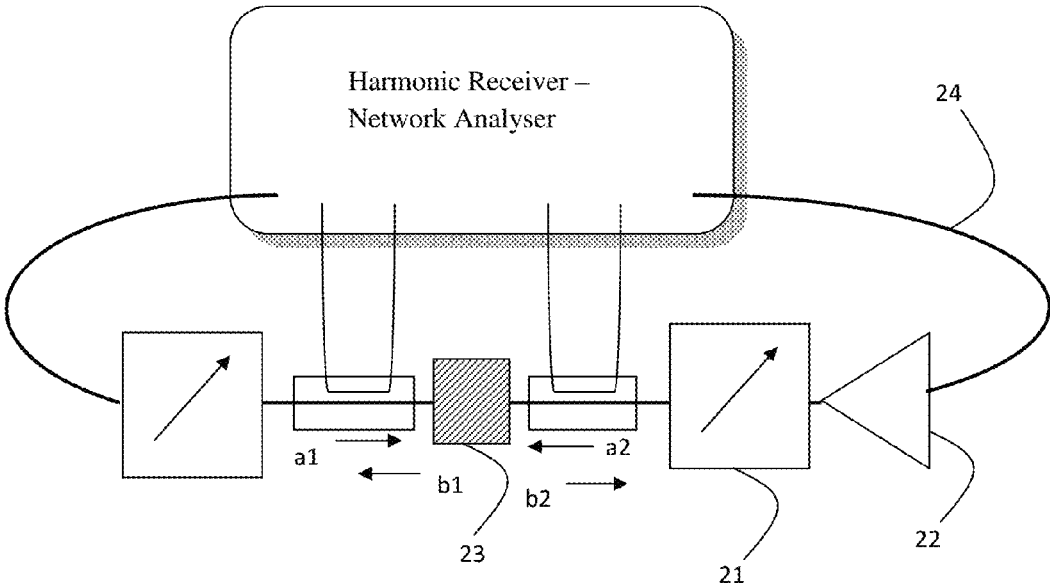 Harmonic Receiver –
Network Analyser
24
a1
a2
b1
b2
23
21
22